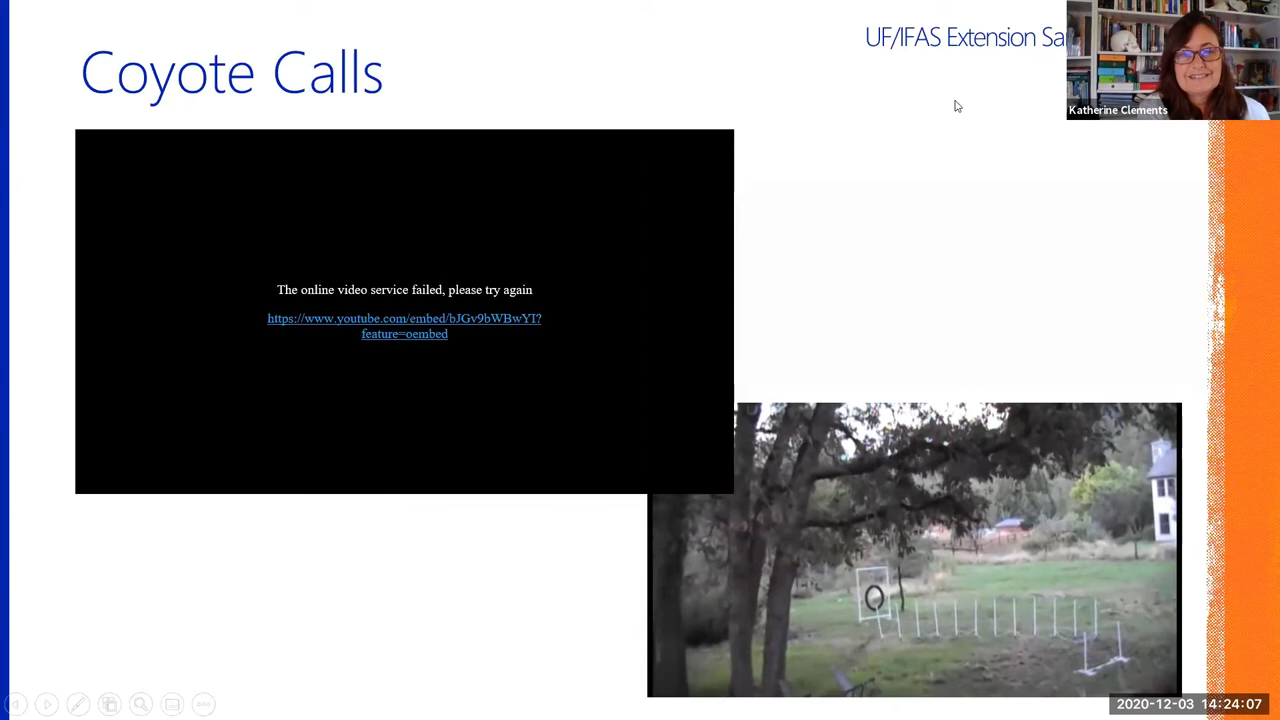 Coyote Calls
UF/IFAS Extension Sa
Katherine Clements
The online video service failed, please try again
https://www.youtube.com/embed/bJGv9bWBwYI?
feature=oembed
2020-12-03 14:24:07